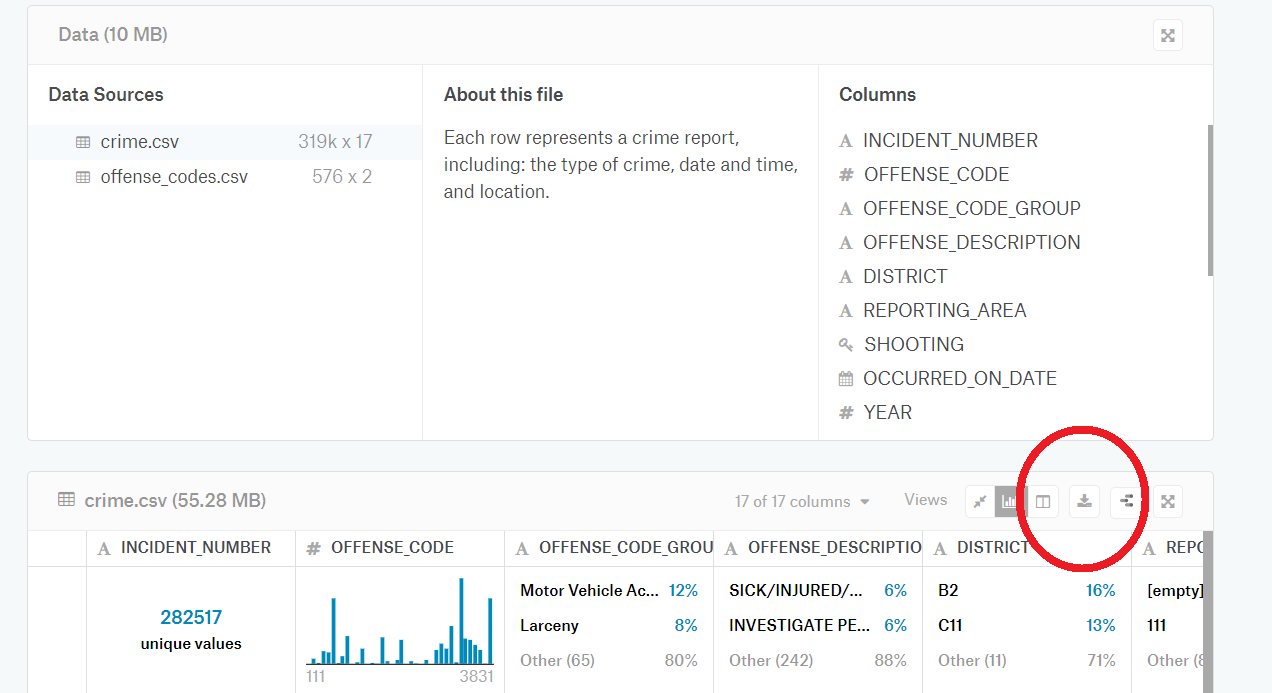 Data (10 MB)
Data Sources
crime.csv 319k x 17
offense_codes.csv 576 x 2
About this file
Each row represents a crime report,
including: the type of crime, date and time,
and location.
Columns
A INCIDENT_NUMBER
# OFFENSE_CODE
A OFFENSE_CODE_GROUP
A OFFENSE_DESCRIPTION
A DISTRICT
A REPORTING_AREA
SHOOTING
OCCURRED_ON_DATE
# YEAR
crime.csv (55.28 MB) 17 of 17 columns Views
A INCIDENT_NUMBER # OFFENSE_CODE A OFFENSE_CODE_GROU A OFFENSE_DESCRIPTIO A DISTRICT A REPO
282517
unique values
111 3831
Motor Vehicle Ac... 12%
Larceny 8%
Other (65) 80%
SICK/INJURED/... 6%
INVESTIGATE PE... 6%
Other (242) 88%
B2 16%
C11 13%
Other (11) 71%
[empty]
111
Other (8